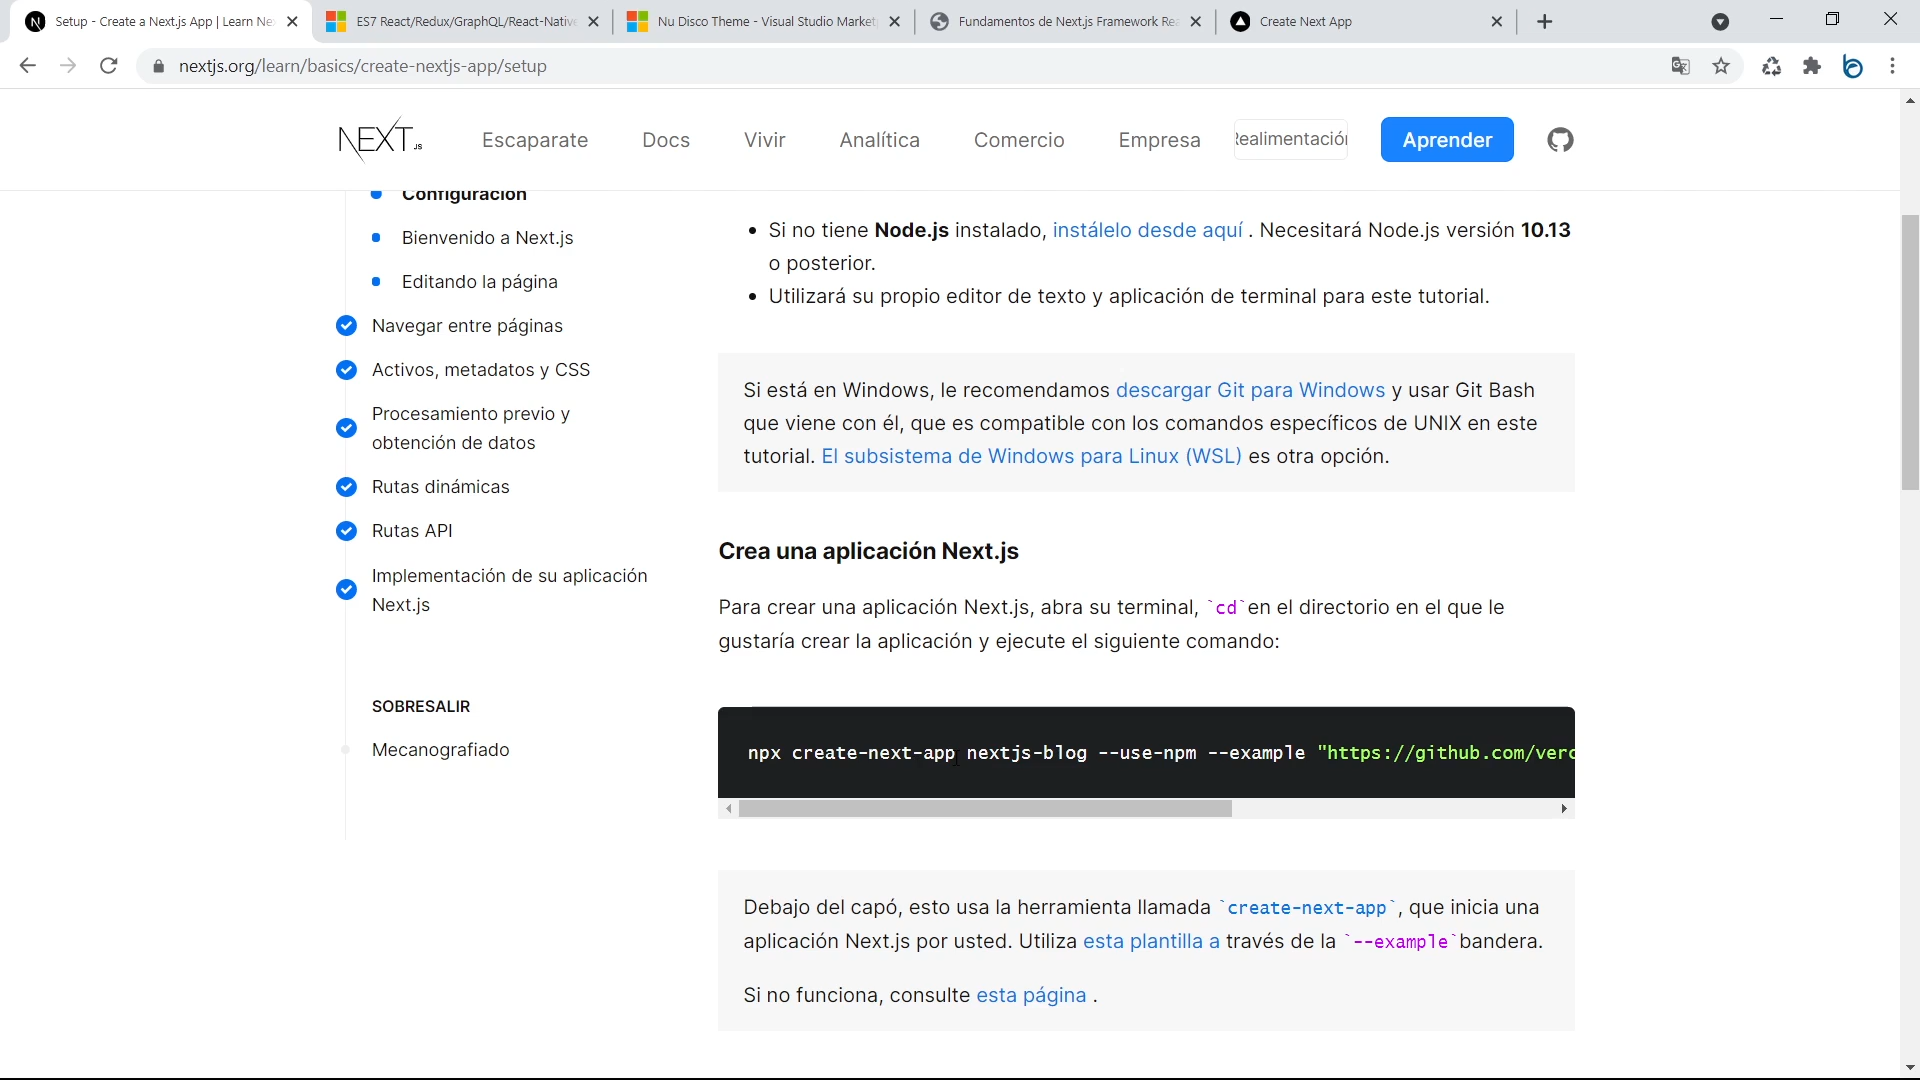 Setup - Create a Next.js App | Learn Ne
ES7 React/Redux/GraphQL/React-Native
Nu Disco Theme - Visual Studio Market
Fundamentos de Next.js Framework Re
Create Next App
nextjs.org/learn/basics/create-nextjs-app/setup
NEXT.JS
Escaparate
Docs
Vivir
Analítica
Comercio
Empresa
Realimentación
Aprender
Configuración
Bienvenido a Next.js
Editando la página
Navegar entre páginas
Activos, metadatos y CSS
Procesamiento previo y
obtención de datos
Rutas dinámicas
Rutas API
Implementación de su aplicación
Next.js
SOBRESALIR
Mecanografiado
Si no tiene Node.js instalado, instálelo desde aquí . Necesitará Node.js versión 10.13
o posterior.
Utilizará su propio editor de texto y aplicación de terminal para este tutorial.
Si está en Windows, le recomendamos descargar Git para Windows y usar Git Bash
que viene con él, que es compatible con los comandos específicos de UNIX en este
tutorial. El subsistema de Windows para Linux (WSL) es otra opción.
Crea una aplicación Next.js
Para crear una aplicación Next.js, abra su terminal, `cd`en el directorio en el que le
gustaría crear la aplicación y ejecute el siguiente comando:
npx create-next-app nextjs-blog --use-npm --example "https://github.com/verc
Debajo del capó, esto usa la herramienta llamada `create-next-app`, que inicia una
aplicación Next.js por usted. Utiliza esta plantilla a través de la `--example`bandera.
Si no funciona, consulte esta página .